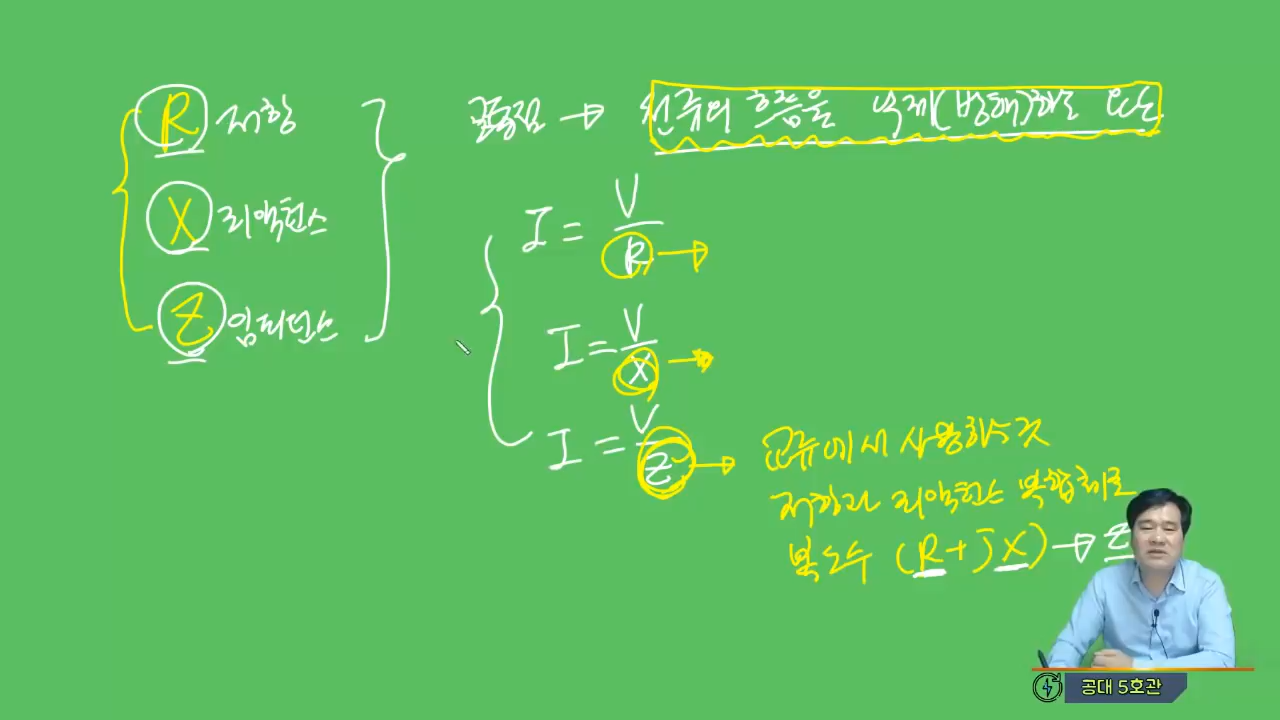 R 저항
X 리액턴스
Z 임피던스
공통점 → 전류의 흐름을 억제(방해)하는 요소
I = V/R →
I = V/X →
I = V/Z →
교류에서 사용하는 것
저항과 리액턴스 복합체로
복소수 (R+jX) → Z
공대 5호관